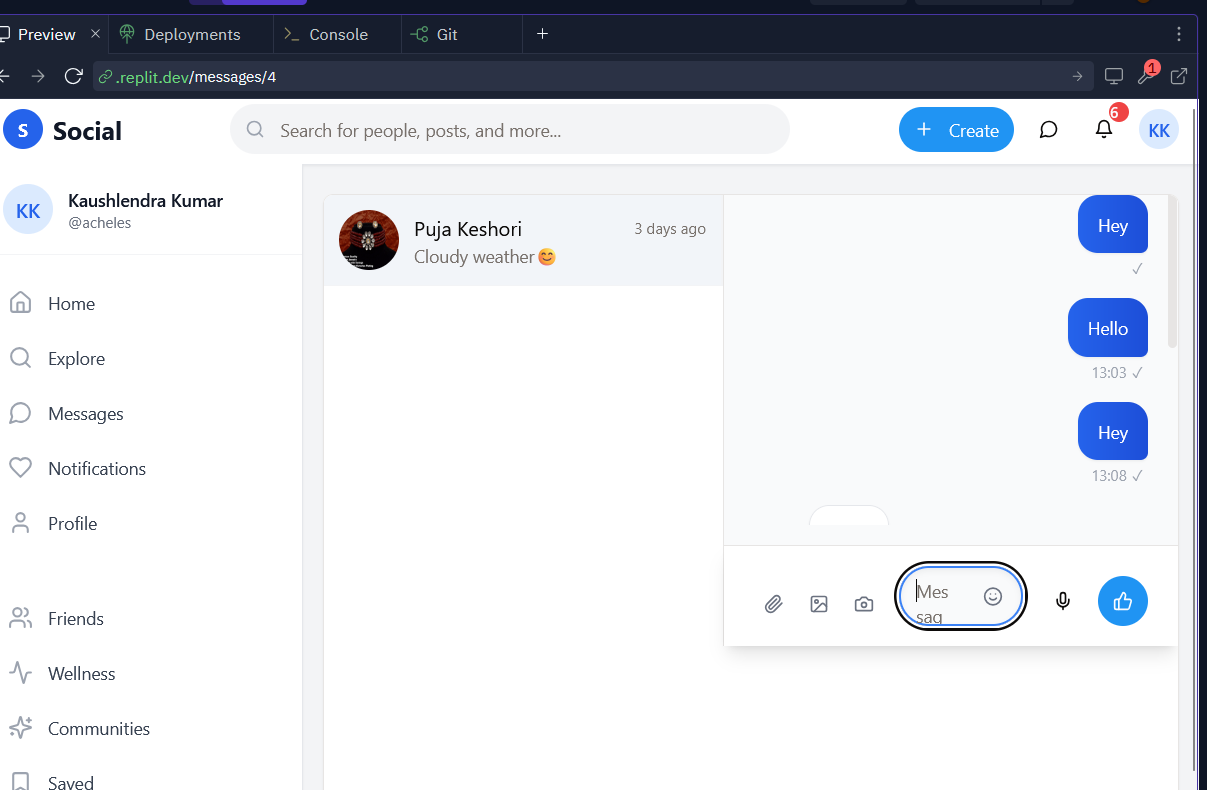 Preview
Deployments
Console
Git
.replit.dev/messages/4
1
S
Social
Search for people, posts, and more...
Create
6
KK
KK
Kaushlendra Kumar
@acheles
Home
Explore
Messages
Notifications
Profile
Friends
Wellness
Communities
Saved
Puja Keshori
3 days ago
Cloudy weather😊
Hey
✓
Hello
13:03 ✓
Hey
13:08 ✓
Mes
sag